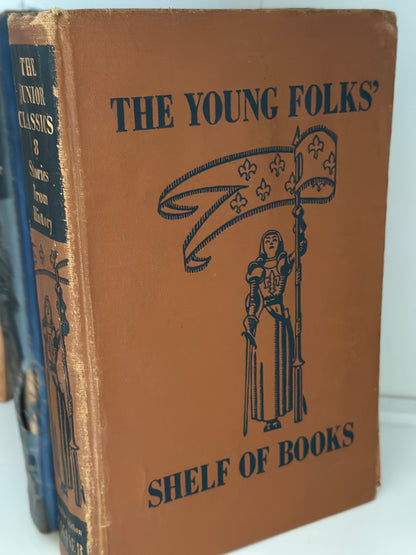 THE
JUNIOR
CLASSICS
8
Stories
from
History
THE YOUNG FOLKS'
SHELF OF BOOKS